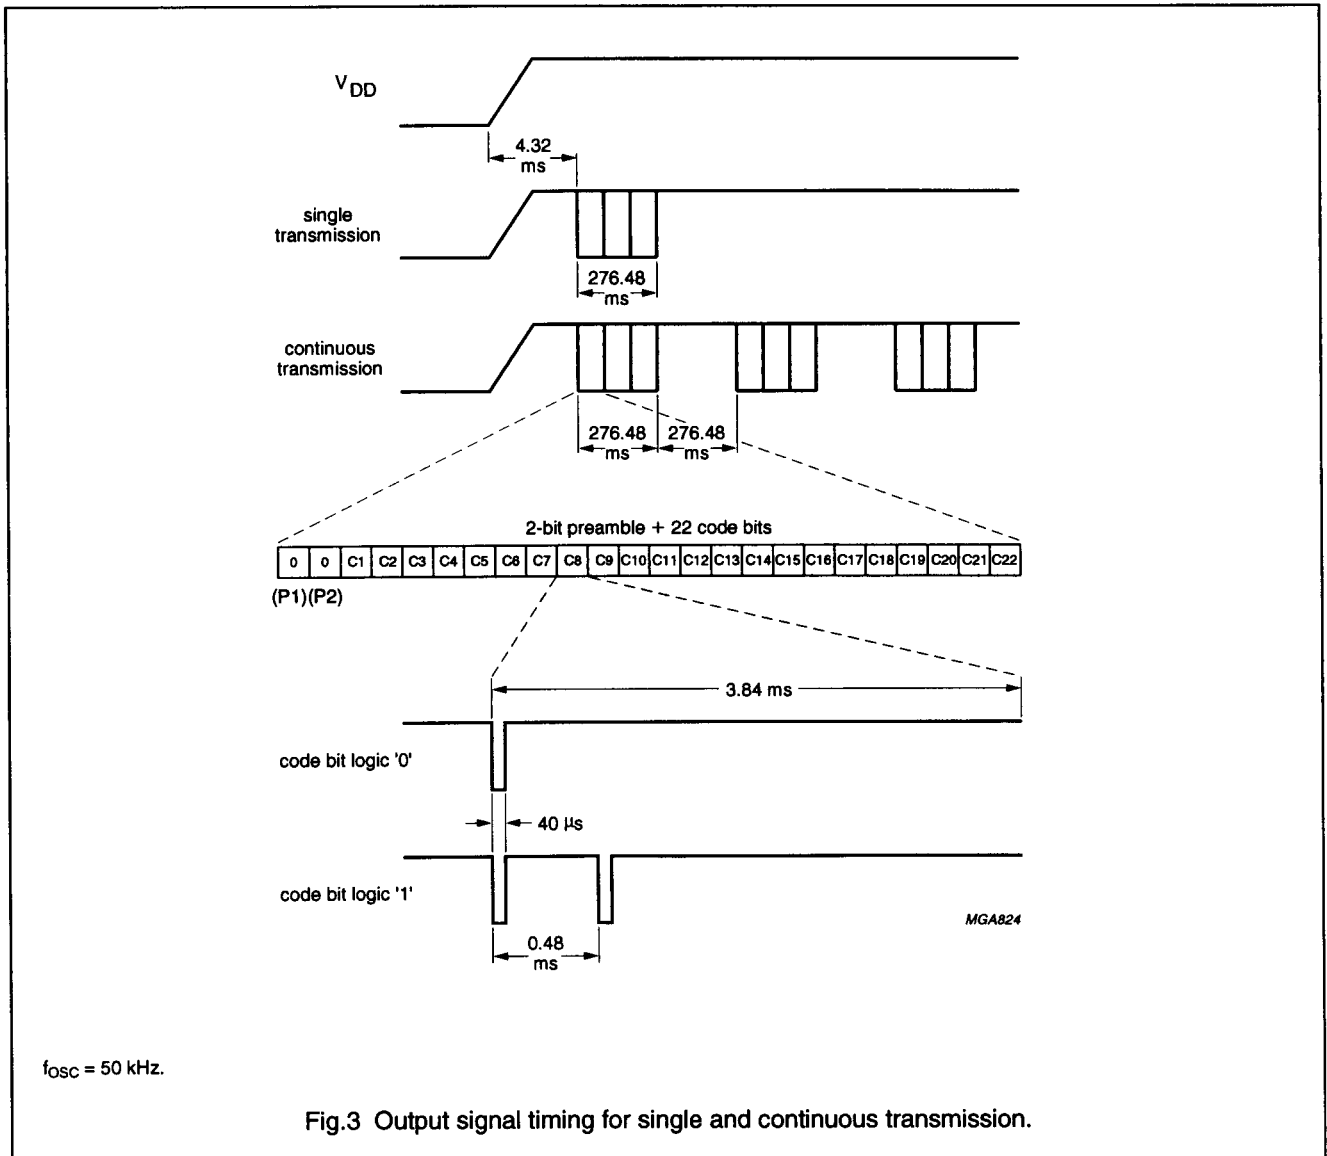 VDD
4.32
ms
single
transmission
276.48
ms
continuous
transmission
276.48
ms
276.48
ms
2-bit preamble + 22 code bits
0 0 C1 C2 C3 C4 C5 C6 C7 C8 C9 C10 C11 C12 C13 C14 C15 C16 C17 C18 C19 C20 C21 C22
(P1)(P2)
3.84 ms
code bit logic '0'
40 µs
code bit logic '1'
MGA824
0.48
ms
fOSC = 50 kHz.
Fig.3 Output signal timing for single and continuous transmission.